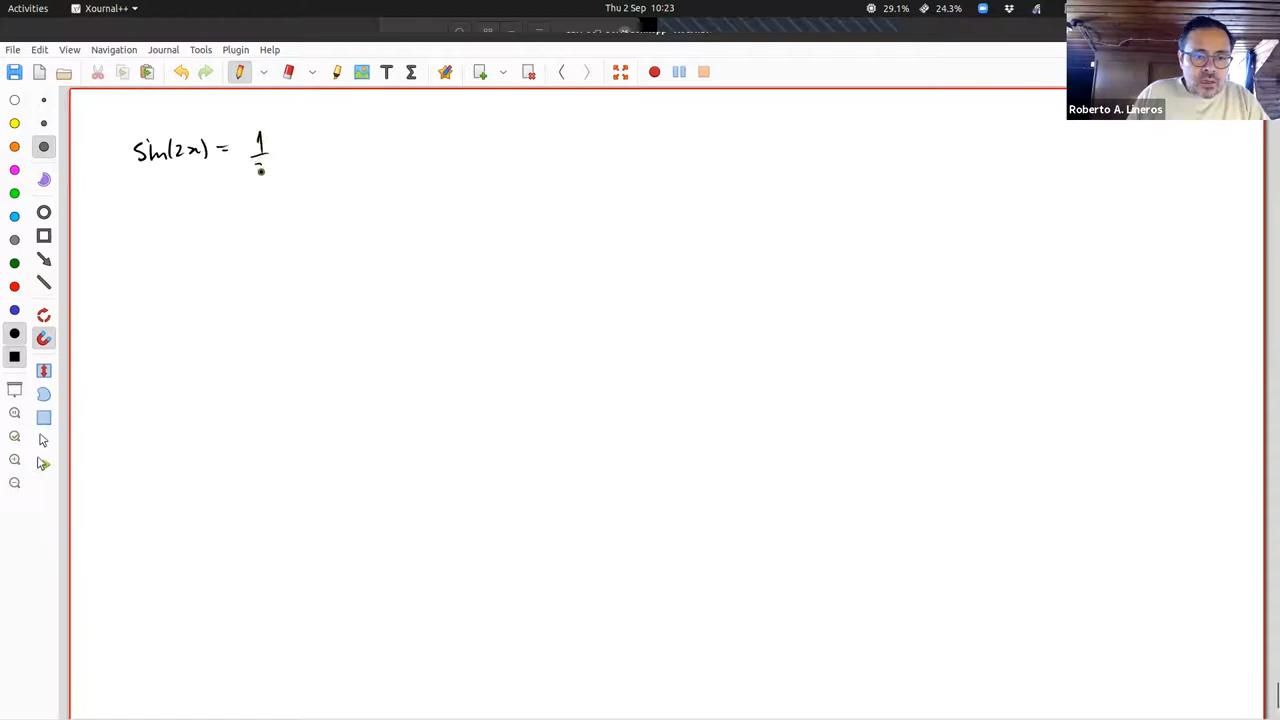 Activities Xournal++ Thu 2 Sep 10:23 29.1% 24.3%
File Edit View Navigation Journal Tools Plugin Help
Roberto A. Lineros
sin(2x) = 1